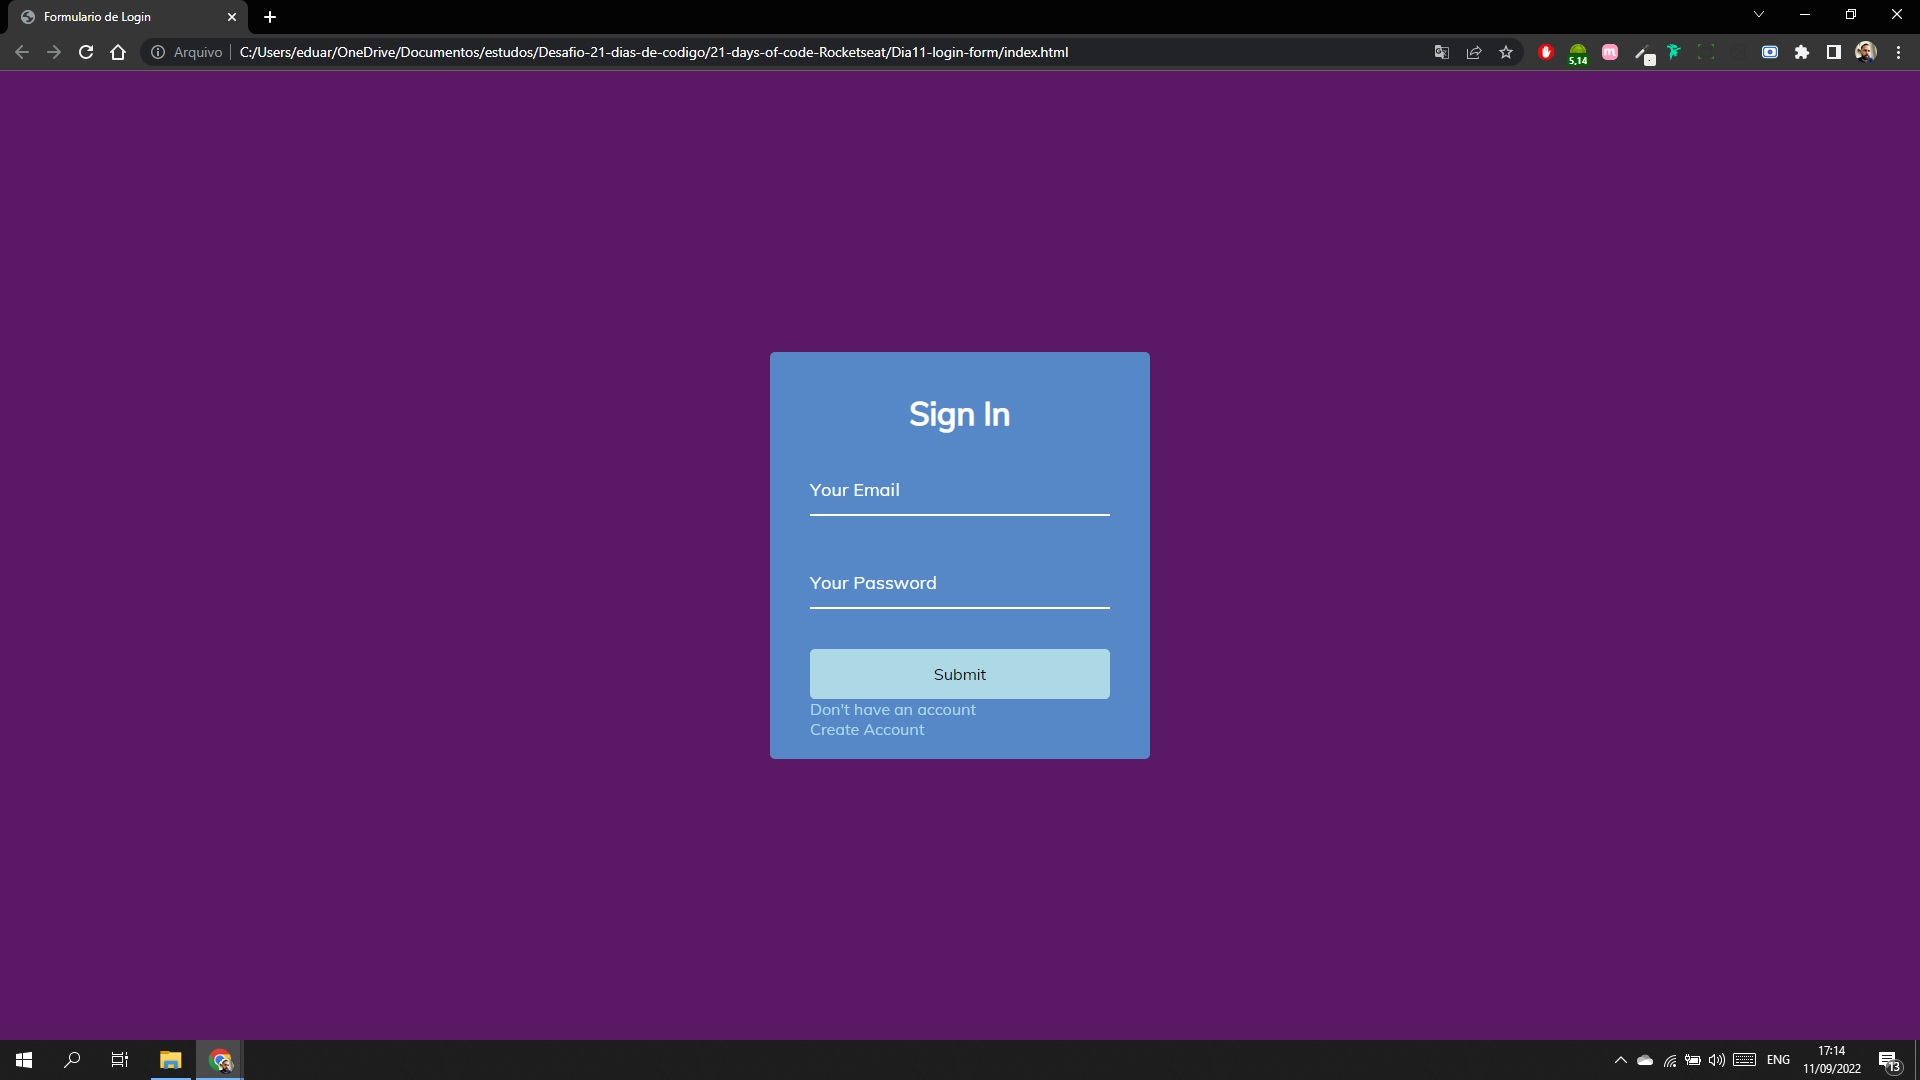 Formulario de Login
Arquivo C:/Users/eduar/OneDrive/Documentos/estudos/Desafio-21-dias-de-codigo/21-days-of-code-Rocketseat/Dia11-login-form/index.html
5,14
m
Sign In
Your Email
Your Password
Submit
Don't have an account
Create Account
ENG
17:14
11/09/2022
13